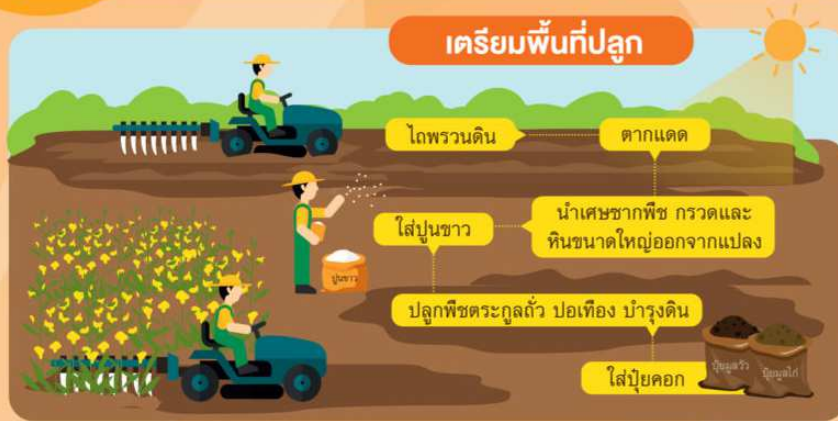 เตรียมพื้นที่ปลูก
ไถพรวนดิน
ตากแดด
นำเศษซากพืช กรวดและ
หินขนาดใหญ่ออกจากแปลง
ใส่ปูนขาว
ปูนขาว
ปลูกพืชตระกูลถั่ว ปอเทือง บำรุงดิน
ใส่ปุ๋ยคอก
ปุ๋ยมูลวัว
ปุ๋ยมูลไก่